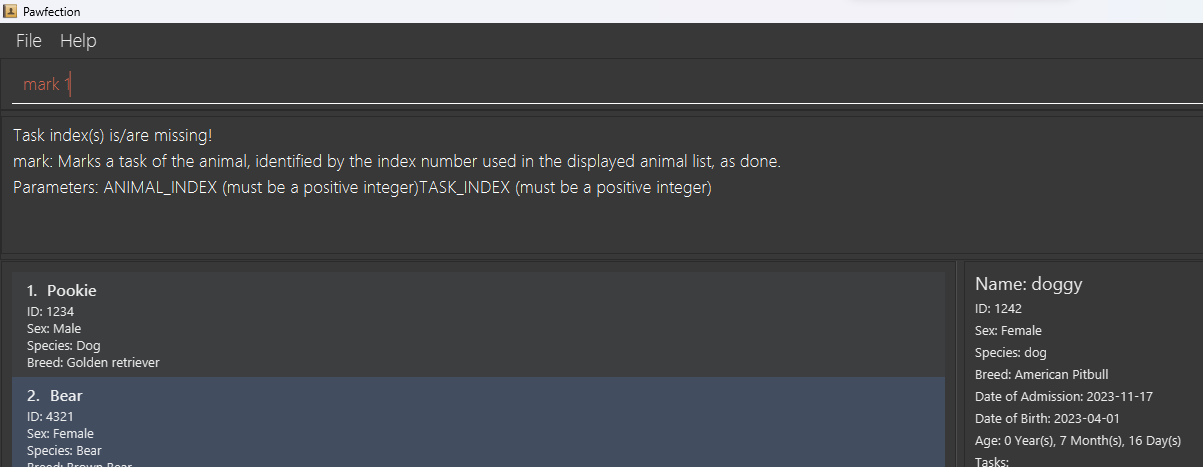 Pawfection
File Help
mark 1
Task index(s) is/are missing!
mark: Marks a task of the animal, identified by the index number used in the displayed animal list, as done.
Parameters: ANIMAL_INDEX (must be a positive integer)TASK_INDEX (must be a positive integer)
1. Pookie
ID: 1234
Sex: Male
Species: Dog
Breed: Golden retriever
2. Bear
ID: 4321
Sex: Female
Species: Bear
Breed: Brown Bear
Name: doggy
ID: 1242
Sex: Female
Species: dog
Breed: American Pitbull
Date of Admission: 2023-11-17
Date of Birth: 2023-04-01
Age: 0 Year(s), 7 Month(s), 16 Day(s)
Tasks: